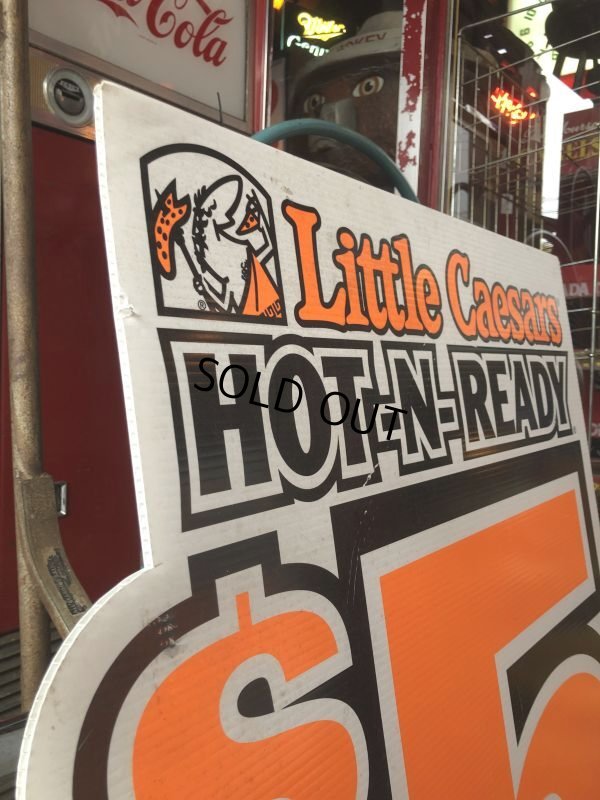 Coca-Cola
Little Caesars
®
HOT-N-READY
SOLD OUT
$5